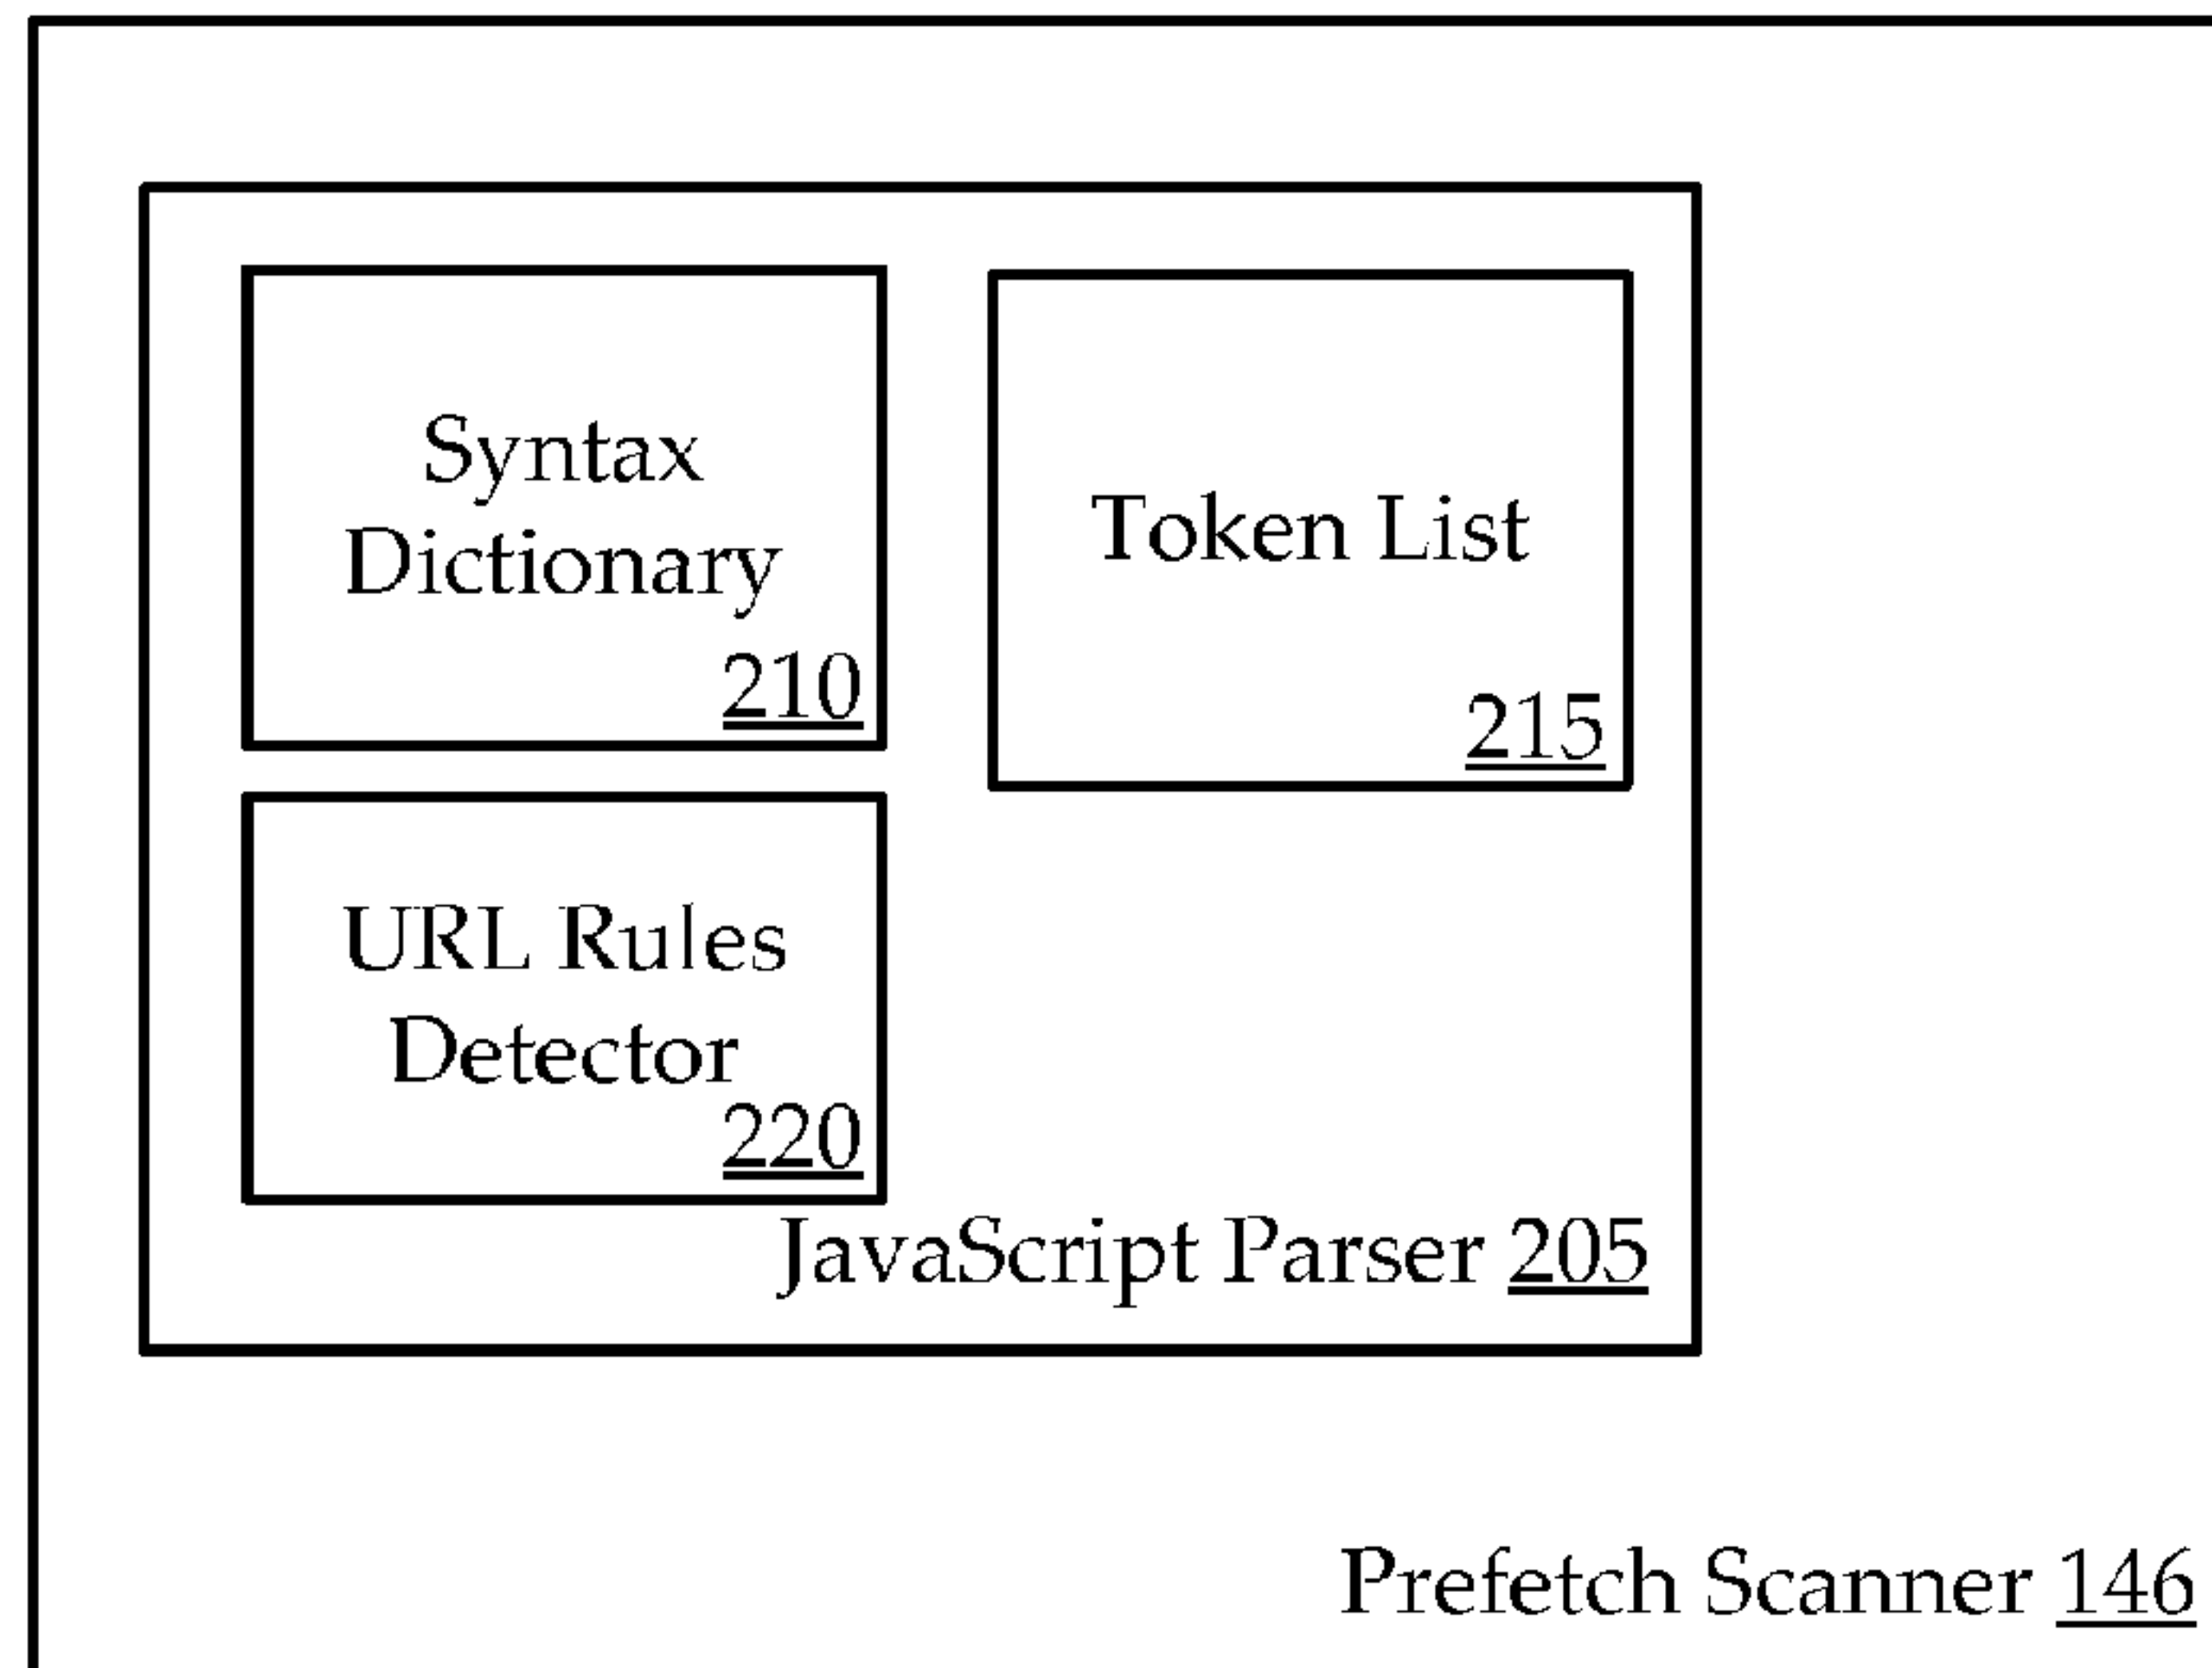 Syntax
Dictionary
210
Token List
215
URL Rules
Detector
220
JavaScript Parser 205
Prefetch Scanner 146